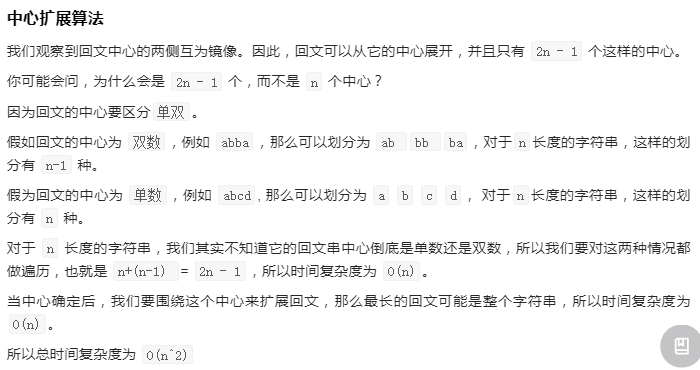 中心扩展算法
我们观察到回文中心的两侧互为镜像。因此，回文可以从它的中心展开，并且只有 2n - 1 个这样的中心。
你可能会问，为什么会是 2n - 1 个，而不是 n 个中心？
因为回文的中心要区分 单双 。
假如回文的中心为 双数 ，例如 abba ，那么可以划分为 ab bb ba ，对于 n 长度的字符串，这样的划
分有 n-1 种。
假为回文的中心为 单数 ，例如 abcd , 那么可以划分为 a b c d ， 对于 n 长度的字符串，这样的划
分有 n 种。
对于 n 长度的字符串，我们其实不知道它的回文串中心倒底是单数还是双数，所以我们要对这两种情况都
做遍历，也就是 n+(n-1) = 2n - 1 ，所以时间复杂度为 O(n) 。
当中心确定后，我们要围绕这个中心来扩展回文，那么最长的回文可能是整个字符串，所以时间复杂度为
O(n) 。
所以总时间复杂度为 O(n^2)